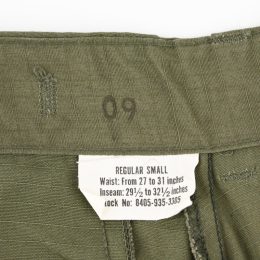 09
REGULAR SMALL
Waist: From 27 to 31 inches
Inseam: 29½ to 32½ inches
tock No: 8405-935-3305